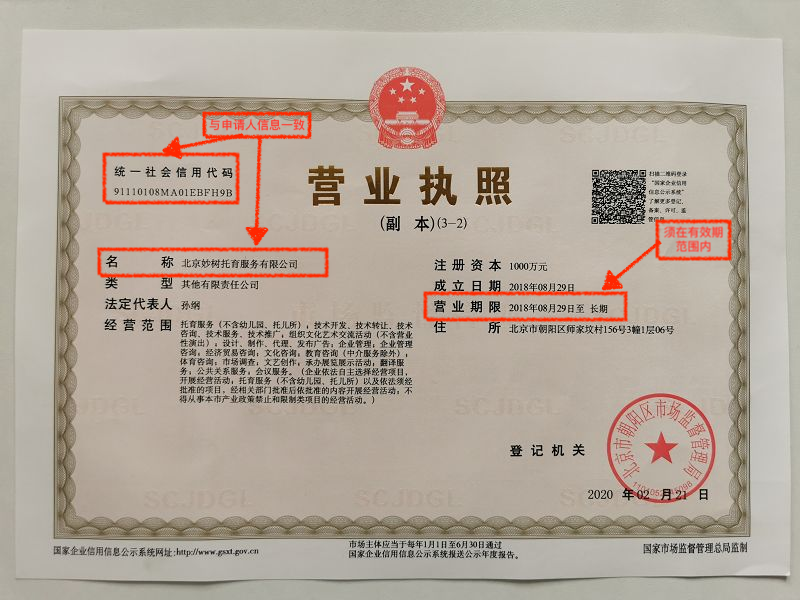 与申请人信息一致
统一社会信用代码
91110108MA01EBFH9B
营业执照
(副 本)(3-2)
扫描二维码登录
"国家企业信用
信息公示系统"
了解更多登记、
备案、许可、监
管信息
须在有效期
范围内
名 称 北京妙树托育服务有限公司
类 型 其他有限责任公司
法定代表人 孙纲
经营范围 托育服务（不含幼儿园、托儿所）；技术开发、技术转让、技术
咨询、技术服务、技术推广；组织文化艺术交流活动（不含营业
性演出）；设计、制作、代理、发布广告；企业管理；企业管理
咨询；经济贸易咨询；文化咨询；教育咨询（中介服务除外）；
体育咨询；市场调查；文艺创作；承办展览展示活动；翻译服
务；公共关系服务；会议服务。（企业依法自主选择经营项目，
开展经营活动；托育服务（不含幼儿园、托儿所）以及依法须经
批准的项目，经相关部门批准后依批准的内容开展经营活动；不
得从事本市产业政策禁止和限制类项目的经营活动。）
注册资本 1000万元
成立日期 2018年08月29日
营业期限 2018年08月29日至 长期
住 所 北京市朝阳区师家坟村156号3幢1层06号
SCJDGL
登记机关
北京市朝阳区市场监督管理局
2020 年 02 月 21 日
国家企业信用信息公示系统网址:http://www.gsxt.gov.cn
市场主体应当于每年1月1日至6月30日通过
国家企业信用信息公示系统报送公示年度报告。
国家市场监督管理总局监制